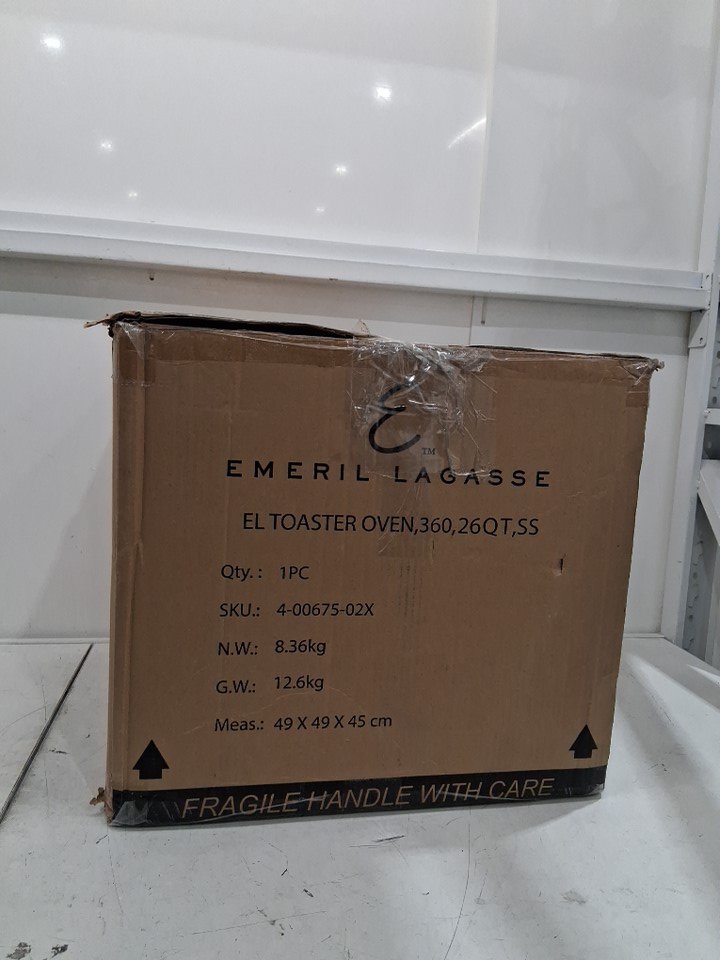 E
TM
EMERIL LAGASSE
EL TOASTER OVEN,360,26QT,SS
Qty.: 1PC
SKU.: 4-00675-02X
N.W.: 8.36kg
G.W.: 12.6kg
Meas.: 49 X 49 X 45 cm
FRAGILE HANDLE WITH CARE